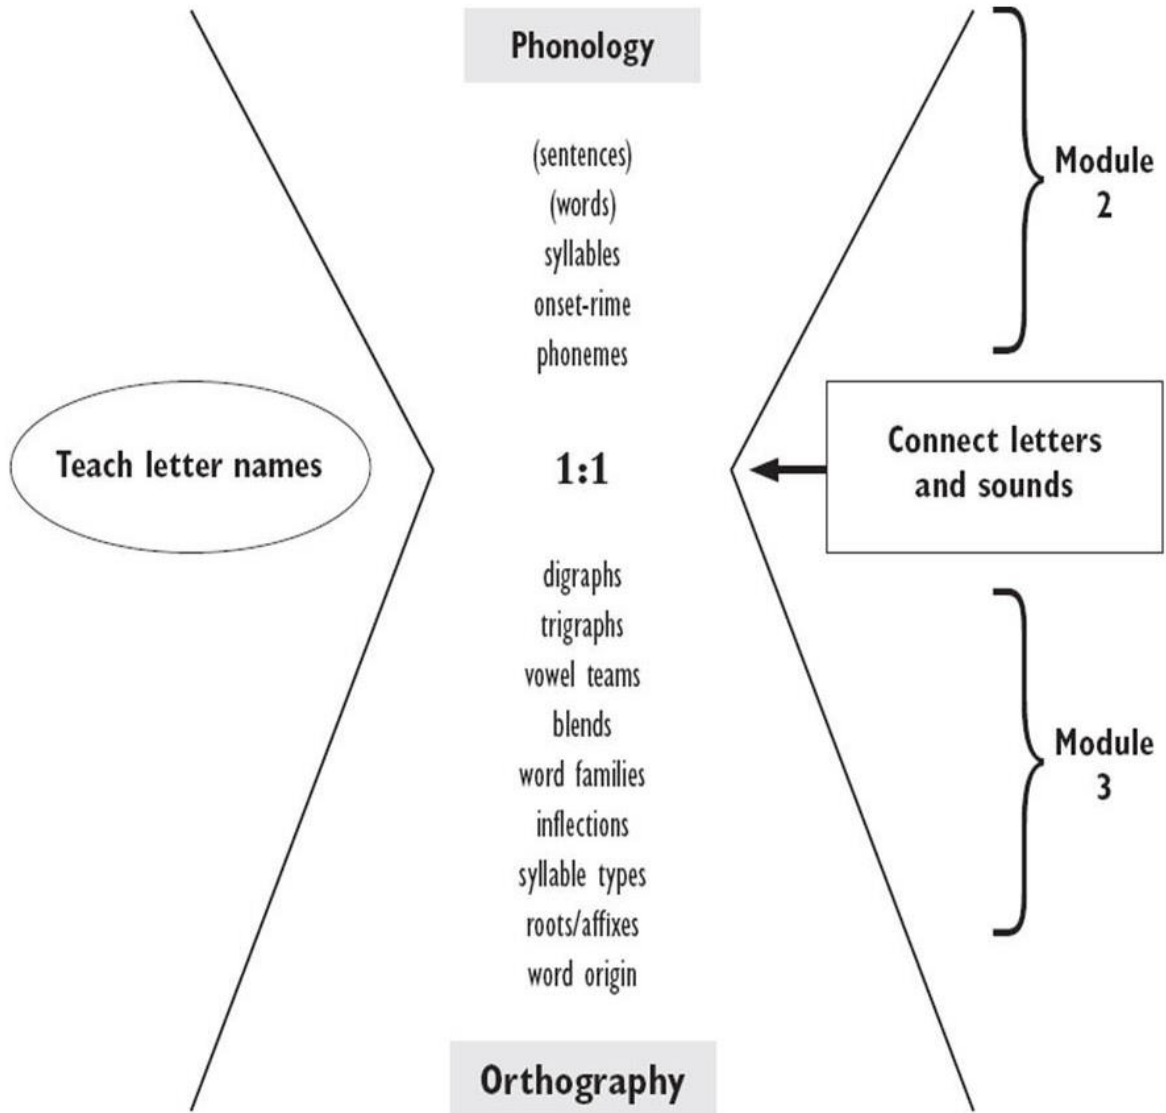 Phonology
(sentences)
(words)
syllables
onset-rime
phonemes
Module
2
Teach letter names
1:1
Connect letters
and sounds
digraphs
trigraphs
vowel teams
blends
word families
inflections
syllable types
roots/affixes
word origin
Module
3
Orthography